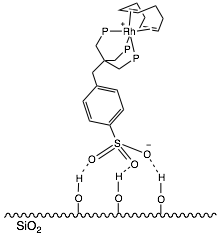 +
P Rh
P
P
S −
O O O
H H H
O O O
SiO2